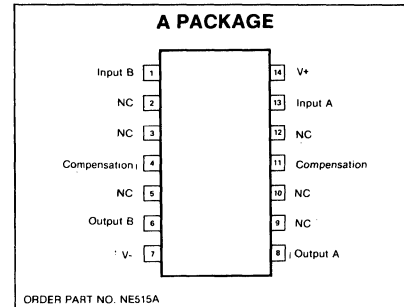 A PACKAGE
Input B 1 14 V+
NC 2 13 Input A
NC 3 12 NC
Compensation 4 11 Compensation
NC 5 10 NC
Output B 6 9 NC
V- 7 8 Output A
ORDER PART NO. NE515A